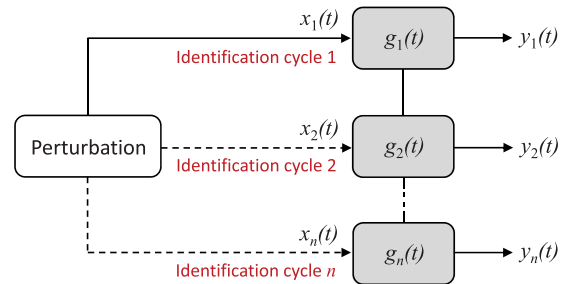 x1(t)
g1(t)
y1(t)
Identification cycle 1
Perturbation
x2(t)
g2(t)
y2(t)
Identification cycle 2
xn(t)
gn(t)
yn(t)
Identification cycle n